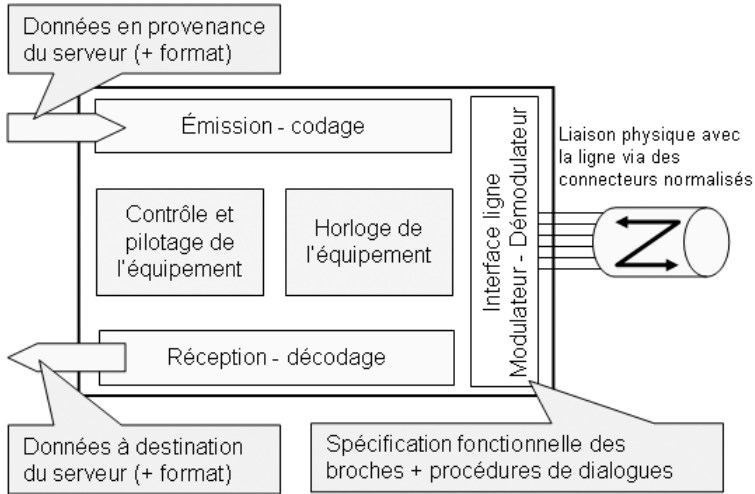 Données en provenance
du serveur (+ format)
Émission - codage
Contrôle et
pilotage de
l'équipement
Horloge de
l'équipement
Réception - décodage
Interface ligne
Modulateur - Démodulateur
Liaison physique avec
la ligne via des
connecteurs normalisés
Données à destination
du serveur (+ format)
Spécification fonctionnelle des
broches + procédures de dialogues